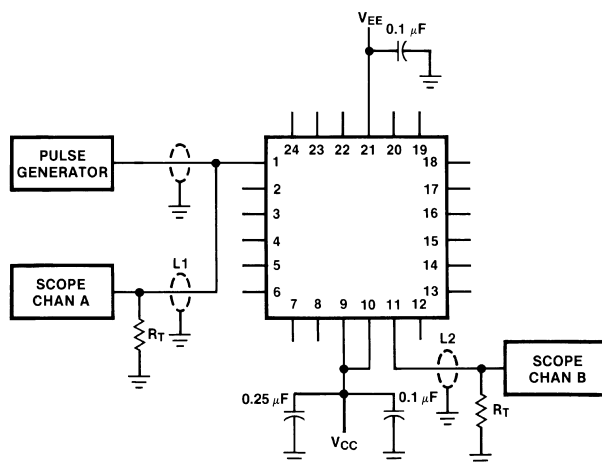 VEE
0.1 μF
24 23 22 21 20 19
PULSE
GENERATOR
1
2
3
4
5
6
18
17
16
15
14
13
SCOPE
CHAN A
L1
RT
7 8 9 10 11 12
L2
SCOPE
CHAN B
RT
0.25 μF
0.1 μF
VCC